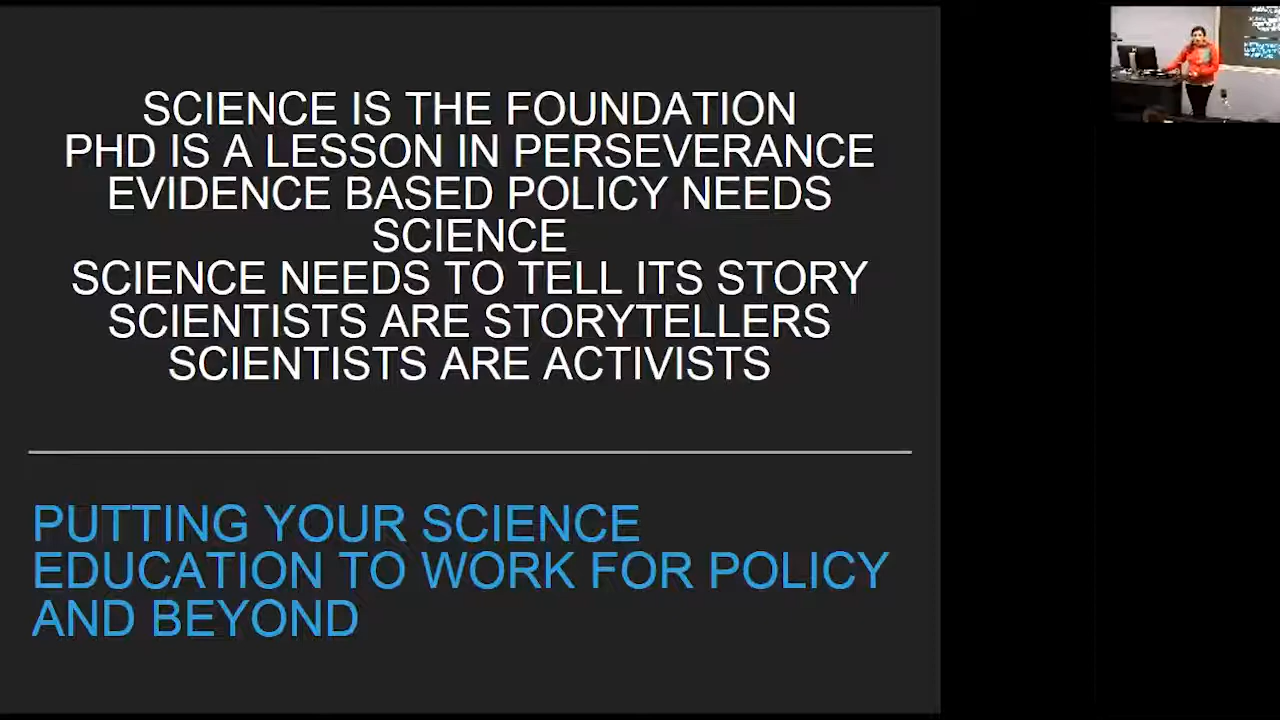 SCIENCE IS THE FOUNDATION
PHD IS A LESSON IN PERSEVERANCE
EVIDENCE BASED POLICY NEEDS
SCIENCE
SCIENCE NEEDS TO TELL ITS STORY
SCIENTISTS ARE STORYTELLERS
SCIENTISTS ARE ACTIVISTS
PUTTING YOUR SCIENCE
EDUCATION TO WORK FOR POLICY
AND BEYOND